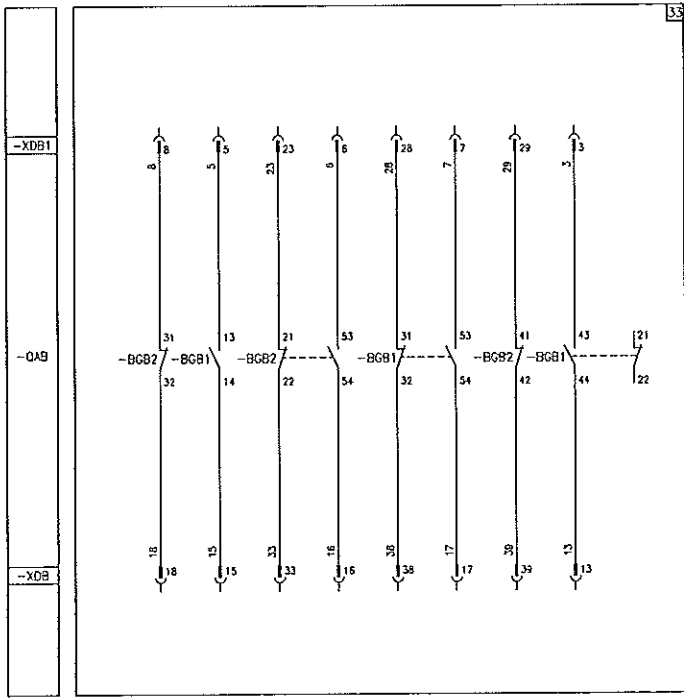 33
-XDB1
8 5 23 6 28 7 29 3
8 5 23 6 28 7 29 3
31 13 21 53 31 53 41 43 21
-QAB -BGB2 -BGB1 -BGB2 -BGB1 -BGB2 -BGB1
32 14 22 54 32 54 42 44 22
18 15 33 16 38 17 39 13
-XDB
18 15 33 16 38 17 39 13